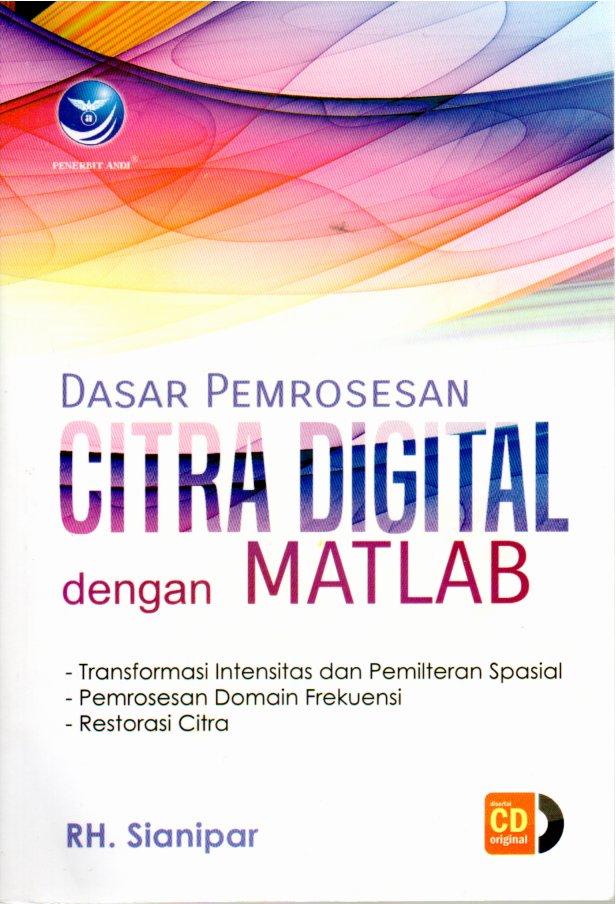 a
PENERBIT ANDI®
DASAR PEMROSESAN
CITRA DIGITAL
dengan MATLAB
- Transformasi Intensitas dan Pemilteran Spasial
- Pemrosesan Domain Frekuensi
- Restorasi Citra
RH. Sianipar
disertai
CD
original